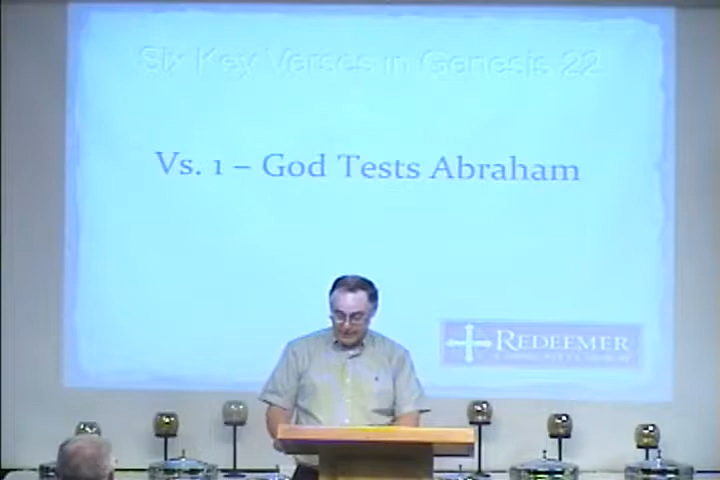 Six Key Verses in Genesis 22
Vs. 1 – God Tests Abraham
REDEEMER